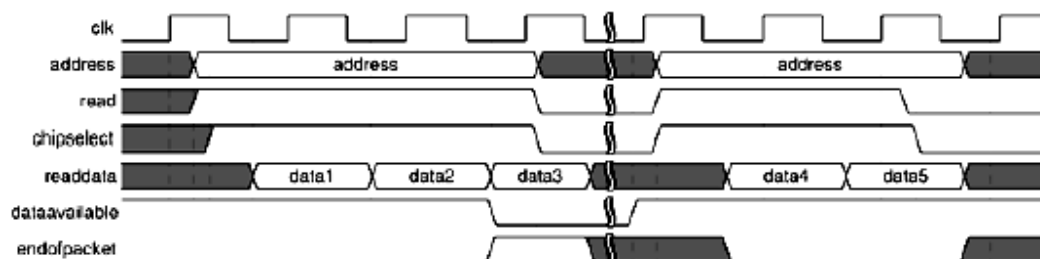 clk
address address address
read
chipselect
readdata data1 data2 data3 data4 data5
dataavailable
endofpacket